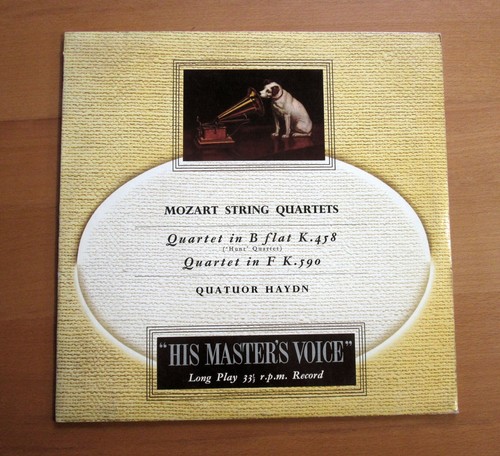 MOZART STRING QUARTETS
Quartet in B flat K.458
('Hunt' Quartet)
Quartet in F K.590
QUATUOR HAYDN
"HIS MASTER'S VOICE"
Long Play 33⅓ r.p.m. Record